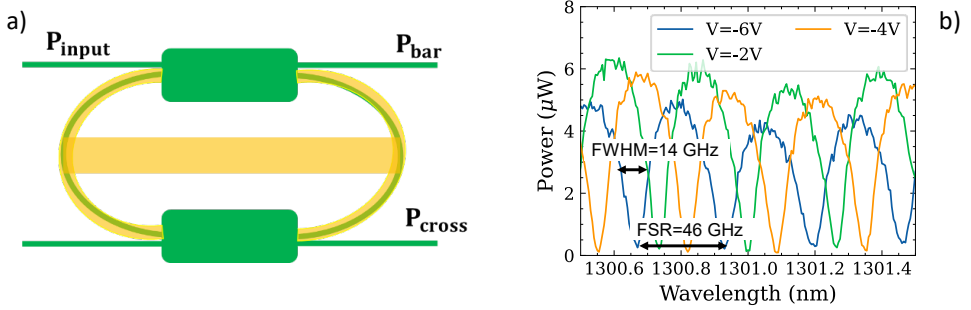 a)
P_input
P_bar
P_cross
b)
V=-6V
V=-4V
V=-2V
FWHM=14 GHz
FSR=46 GHz
Power (μW)
8
6
4
2
0
1300.6 1300.8 1301.0 1301.2 1301.4
Wavelength (nm)